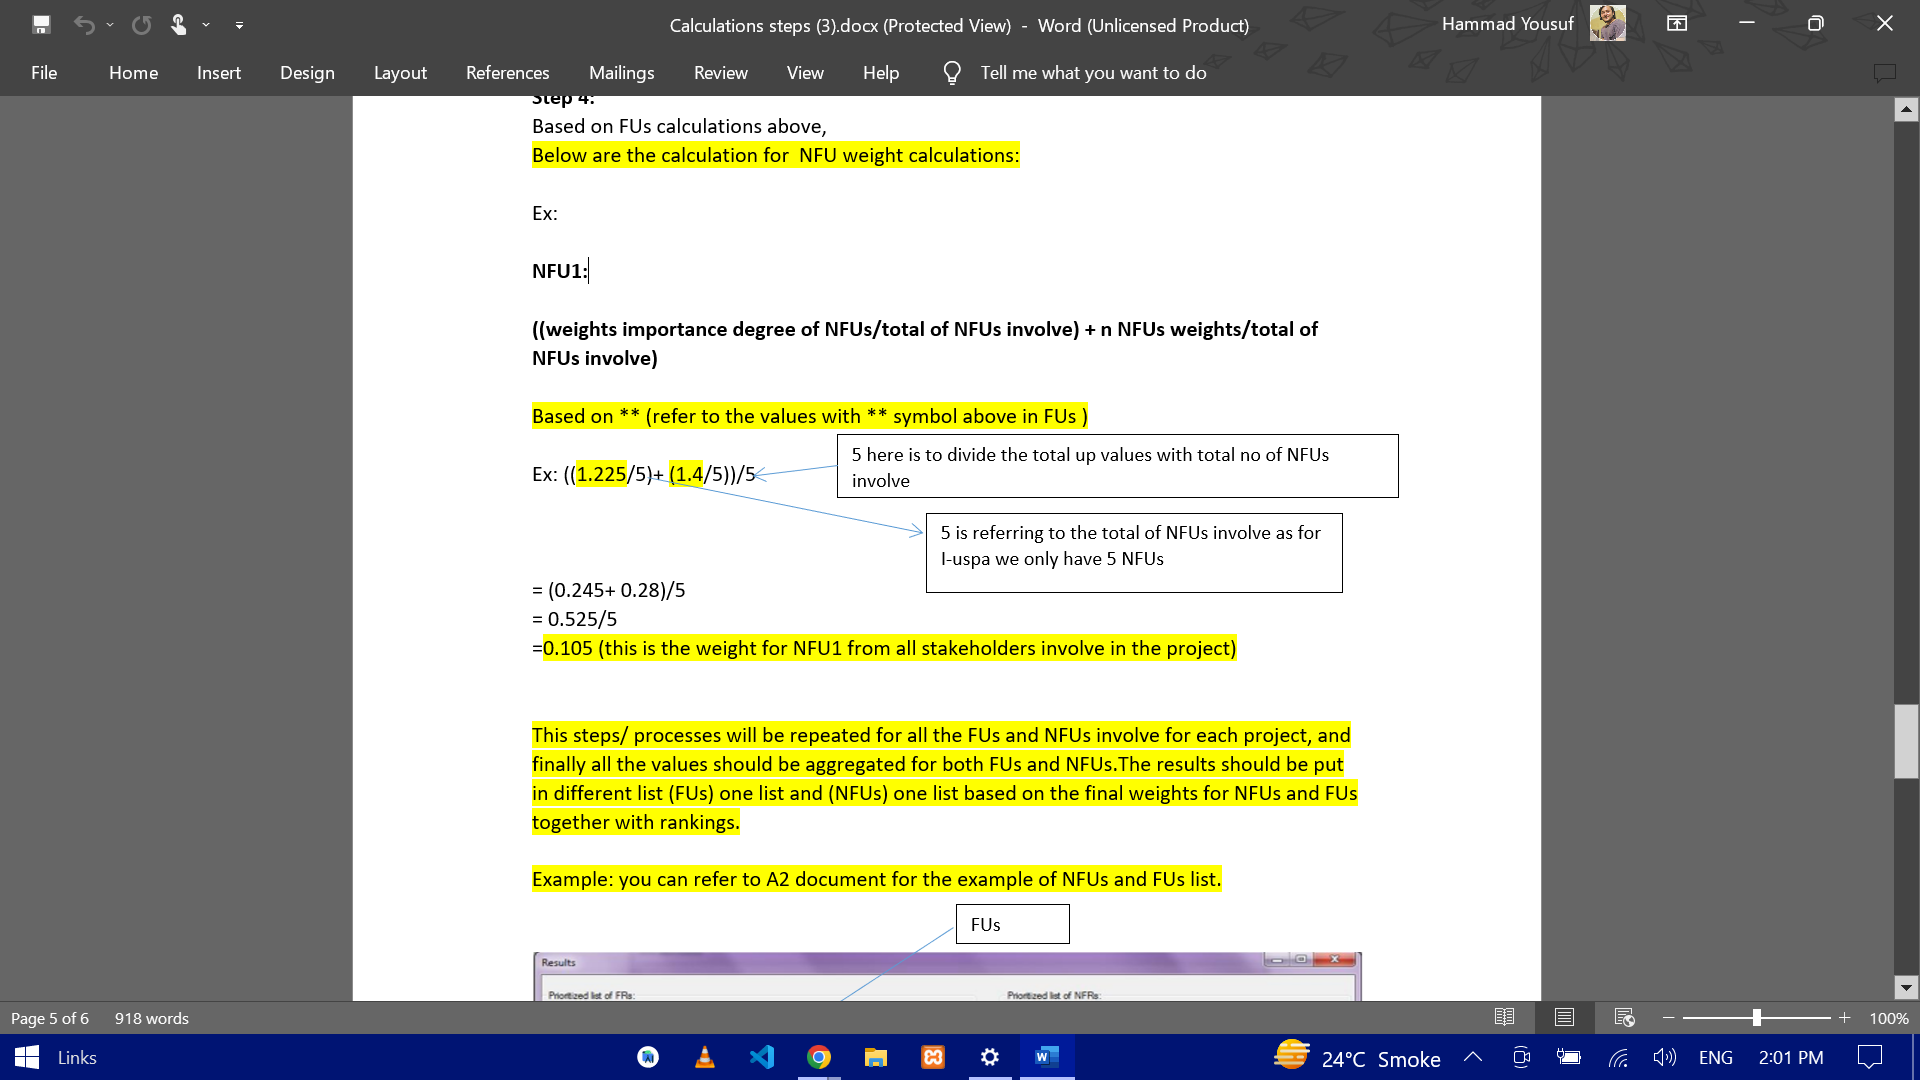 Calculations steps (3).docx (Protected View)  -  Word (Unlicensed Product)
Hammad Yousuf
File Home Insert Design Layout References Mailings Review View Help Tell me what you want to do
Step 4:
Based on FUs calculations above,
Below are the calculation for  NFU weight calculations:
Ex:
NFU1:
((weights importance degree of NFUs/total of NFUs involve) + n NFUs weights/total of
NFUs involve)
Based on ** (refer to the values with ** symbol above in FUs )
5 here is to divide the total up values with total no of NFUs
involve
Ex: ((1.225/5)+ (1.4/5))/5
5 is referring to the total of NFUs involve as for
I-uspa we only have 5 NFUs
= (0.245+ 0.28)/5
= 0.525/5
=0.105 (this is the weight for NFU1 from all stakeholders involve in the project)
This steps/ processes will be repeated for all the FUs and NFUs involve for each project, and
finally all the values should be aggregated for both FUs and NFUs.The results should be put
in different list (FUs) one list and (NFUs) one list based on the final weights for NFUs and FUs
together with rankings.
Example: you can refer to A2 document for the example of NFUs and FUs list.
FUs
Results
Prioritized list of FRs: Prioritized list of NFRs:
Page 5 of 6 918 words 100%
Links 24°C Smoke ENG 2:01 PM